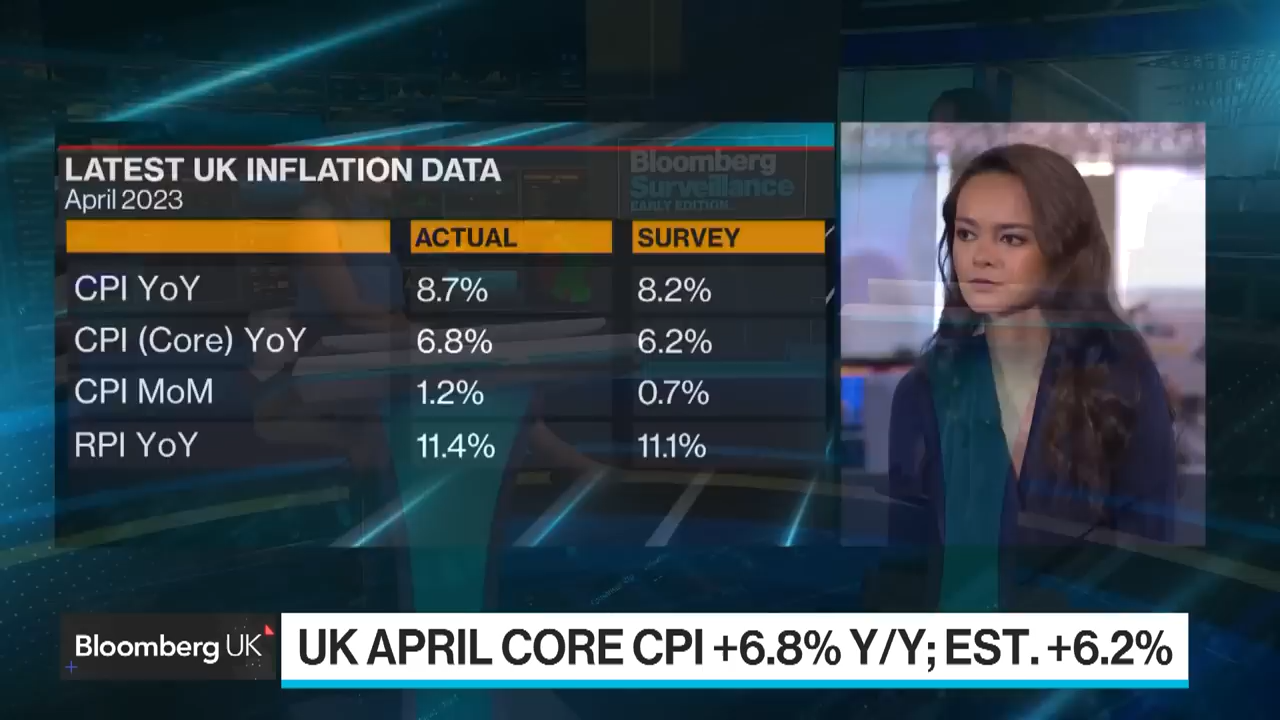 LATEST UK INFLATION DATA
April 2023
Bloomberg
Surveillance
EARLY EDITION
ACTUAL SURVEY
CPI YoY 8.7% 8.2%
CPI (Core) YoY 6.8% 6.2%
CPI MoM 1.2% 0.7%
RPI YoY 11.4% 11.1%
Bloomberg UK
UK APRIL CORE CPI +6.8% Y/Y; EST. +6.2%